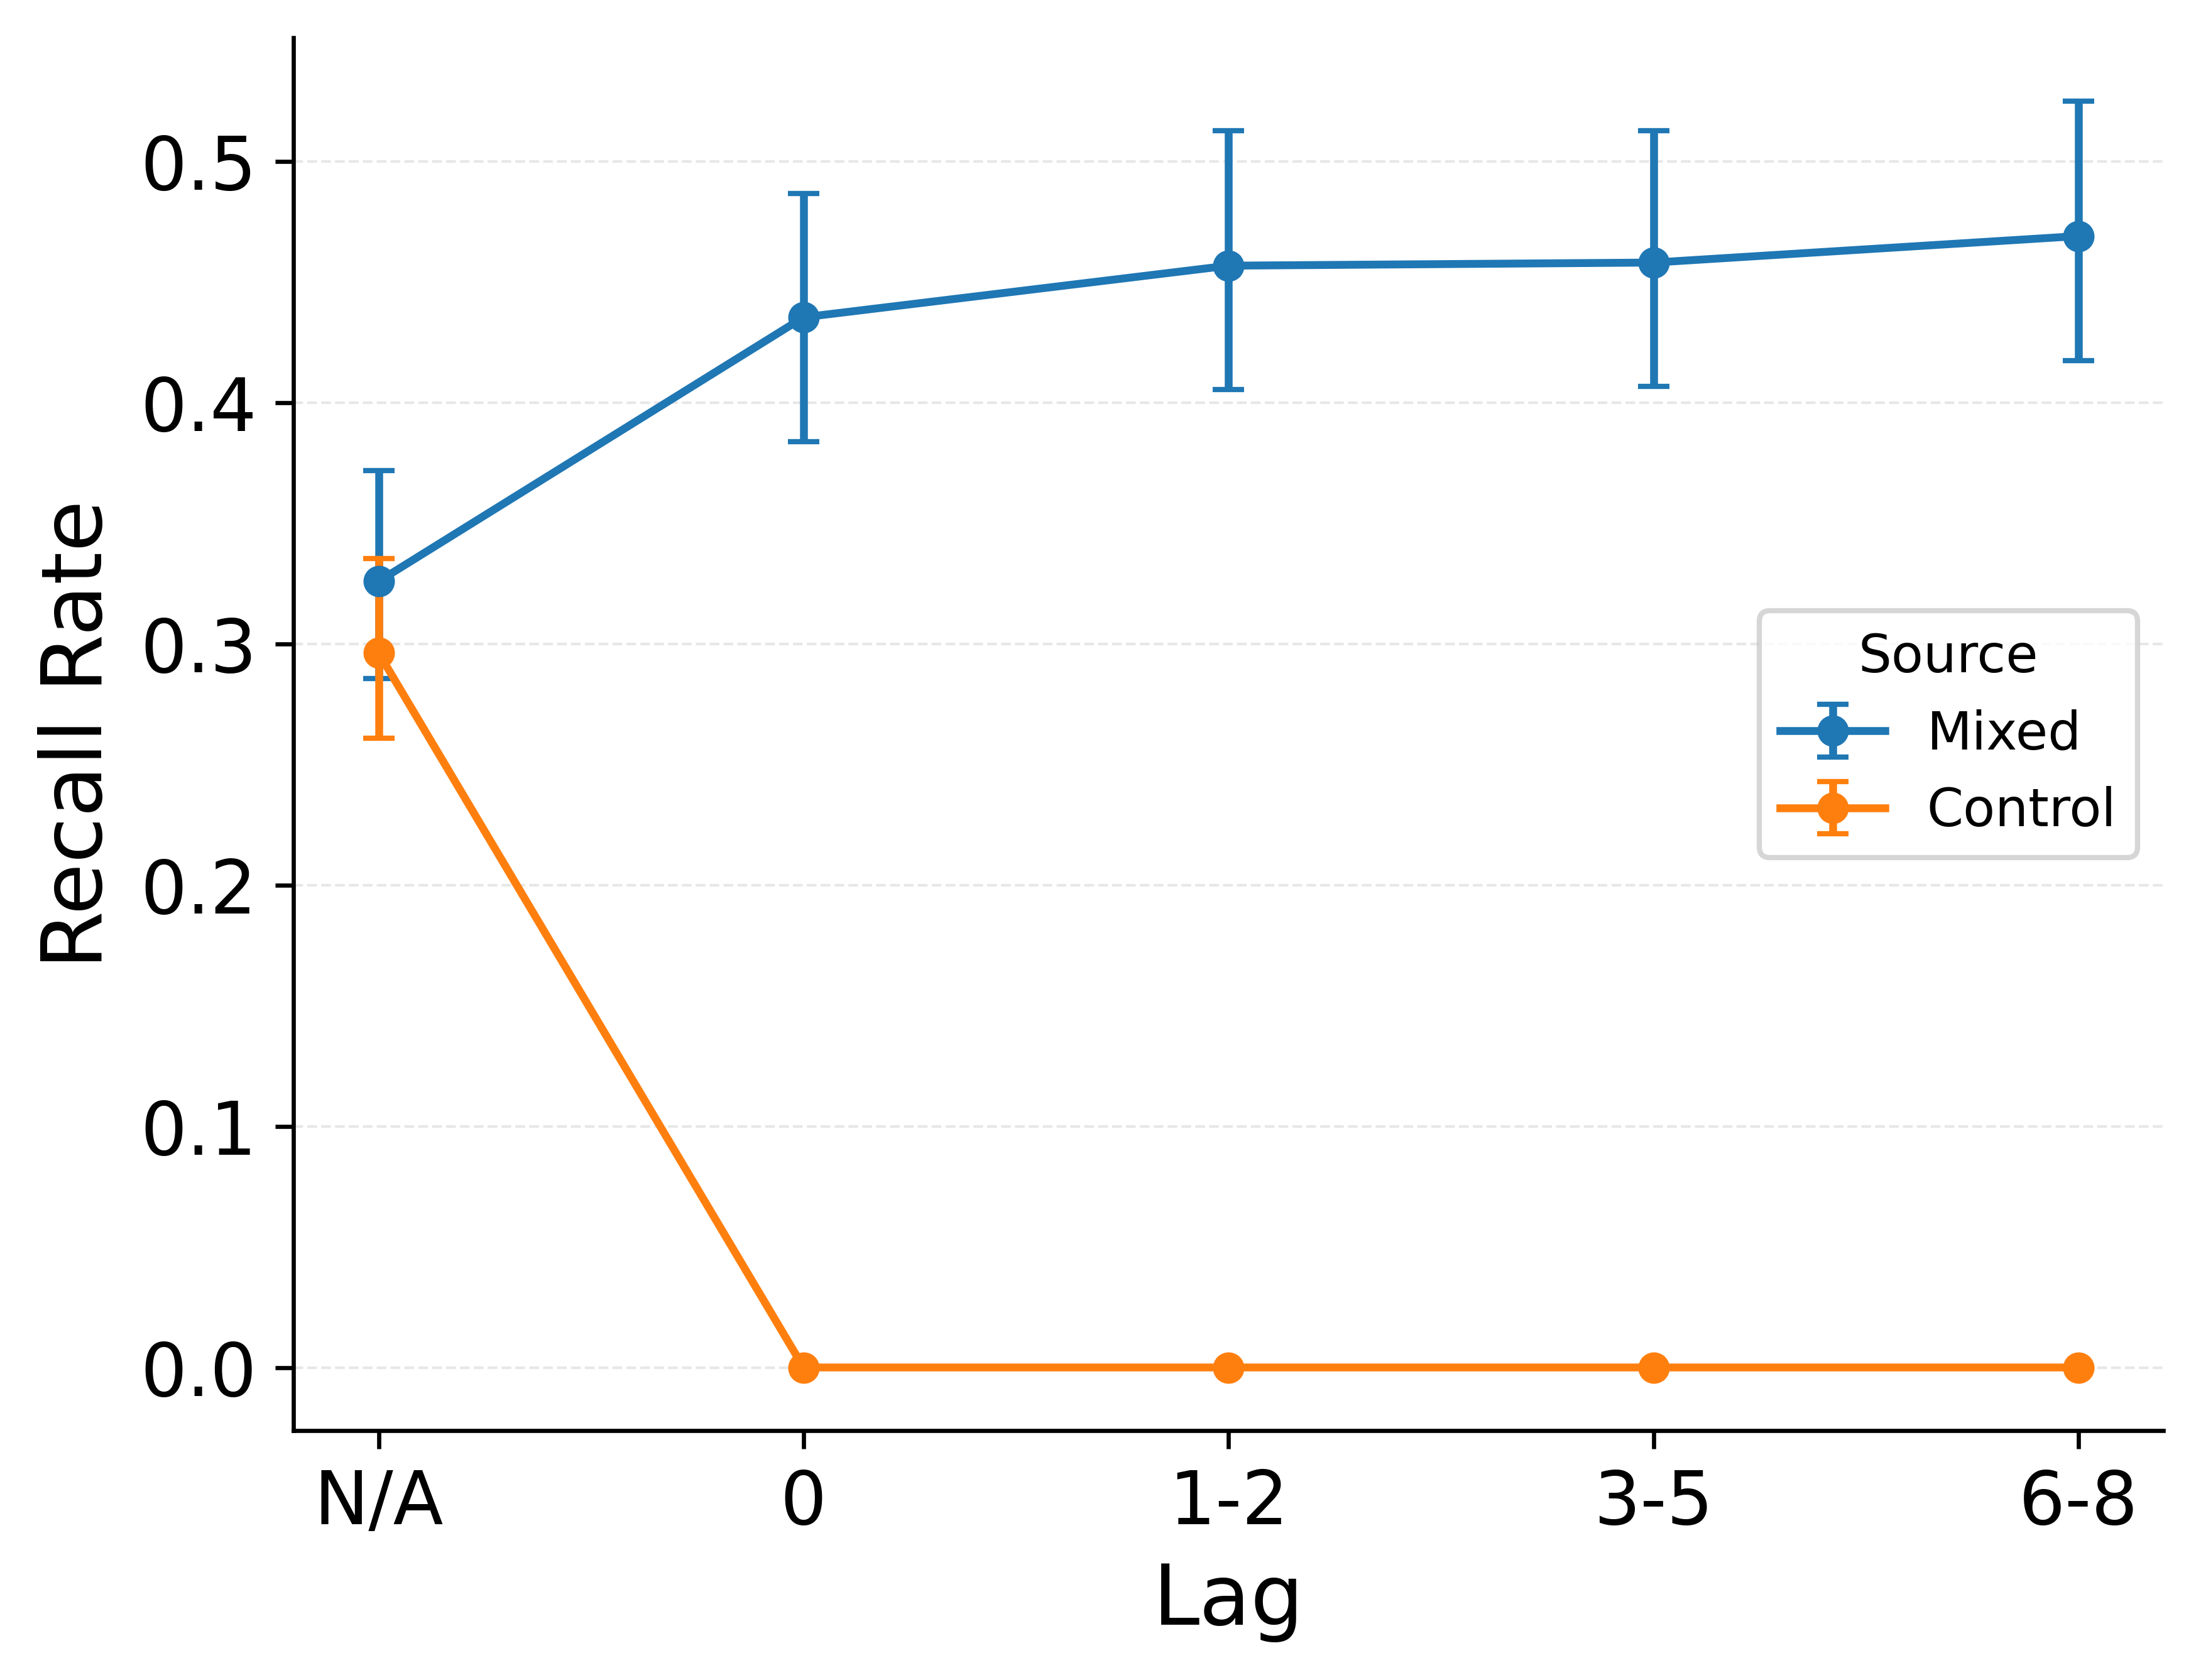 Recall Rate
0.5
0.4
0.3
0.2
0.1
0.0
Source
Mixed
Control
N/A 0 1-2 3-5 6-8
Lag